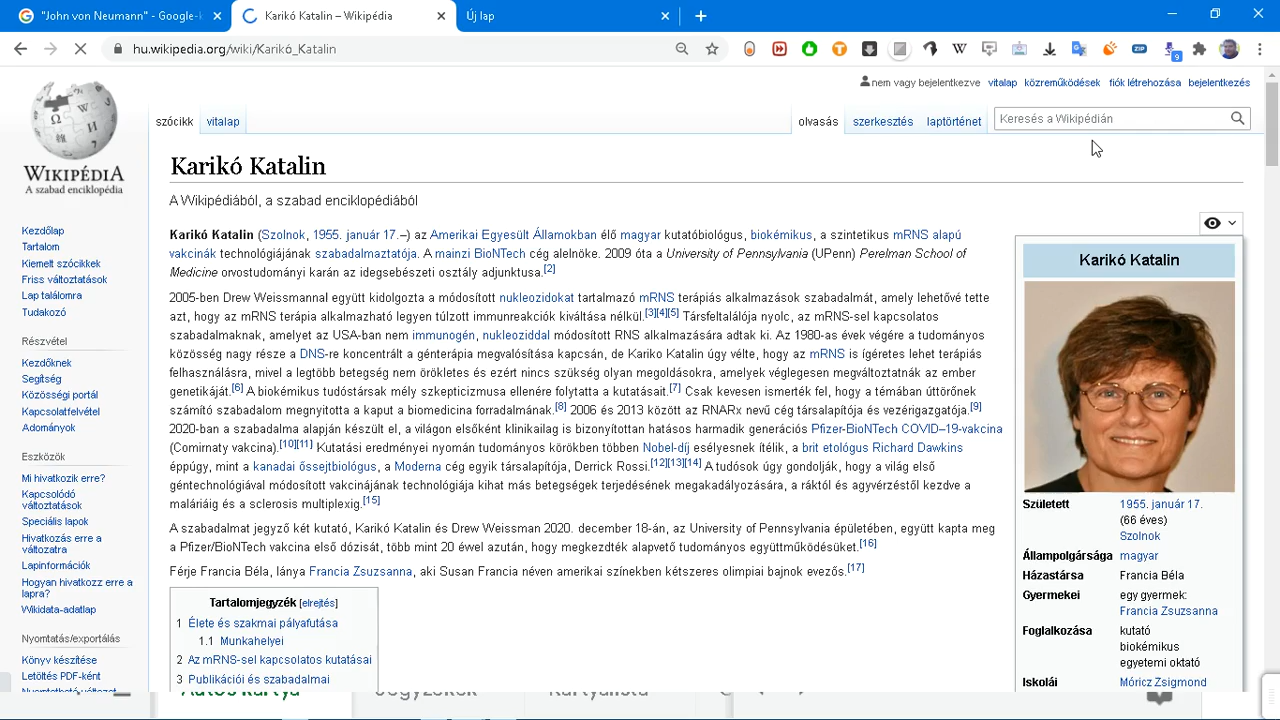 "John von Neumann" - Google-k
Karikó Katalin – Wikipédia
Új lap
hu.wikipedia.org/wiki/Karikó_Katalin
ZIP
9
nem vagy bejelentkezve vitalap közreműködések fiók létrehozása bejelentkezés
szócikk vitalap olvasás szerkesztés laptörténet Keresés a Wikipédián
WIKIPÉDIA
A szabad enciklopédia
Kezdőlap
Tartalom
Kiemelt szócikkek
Friss változtatások
Lap találomra
Tudakozó
Részvétel
Kezdőknek
Segítség
Közösségi portál
Kapcsolatfelvétel
Adományok
Eszközök
Mi hivatkozik erre?
Kapcsolódó
változtatások
Speciális lapok
Hivatkozás erre a
változatra
Lapinformációk
Hogyan hivatkozz erre a
lapra?
Wikidata-adatlap
Nyomtatás/exportálás
Könyv készítése
Letöltés PDF-ként
Karikó Katalin
A Wikipédiából, a szabad enciklopédiából
Karikó Katalin (Szolnok, 1955. január 17.–) az Amerikai Egyesült Államokban élő magyar kutatóbiológus, biokémikus, a szintetikus mRNS alapú
vakcinák technológiájának szabadalmaztatója. A mainzi BioNTech cég alelnöke. 2009 óta a University of Pennsylvania (UPenn) Perelman School of
Medicine orvostudományi karán az idegsebészeti osztály adjunktusa.[2]
2005-ben Drew Weissmannal együtt kidolgozta a módosított nukleozidokat tartalmazó mRNS terápiás alkalmazások szabadalmát, amely lehetővé tette
azt, hogy az mRNS terápia alkalmazható legyen túlzott immunreakciók kiváltása nélkül.[3][4][5] Társfeltalálója nyolc, az mRNS-sel kapcsolatos
szabadalmaknak, amelyet az USA-ban nem immunogén, nukleoziddal módosított RNS alkalmazására adtak ki. Az 1980-as évek végére a tudományos
közösség nagy része a DNS-re koncentrált a génterápia megvalósítása kapcsán, de Karikó Katalin úgy vélte, hogy az mRNS is ígéretes lehet terápiás
felhasználásra, mivel a legtöbb betegség nem örökletes és ezért nincs szükség olyan megoldásokra, amelyek véglegesen megváltoztatnák az ember
genetikáját.[6] A biokémikus tudóstársak mély szkepticizmusa ellenére folytatta a kutatásait.[7] Csak kevesen ismerték fel, hogy a témában úttörőnek
számító szabadalom megnyitotta a kaput a biomedicina forradalmának.[8] 2006 és 2013 között az RNARx nevű cég társalapítója és vezérigazgatója.[9]
2020-ban a szabadalma alapján készült el, a világon elsőként klinikailag is bizonyítottan hatásos harmadik generációs Pfizer-BioNTech COVID–19-vakcina
(Comirnaty vakcina).[10][11] Kutatási eredményei nyomán tudományos körökben többen Nobel-díj esélyesnek ítélik, a brit etológus Richard Dawkins
éppúgy, mint a kanadai őssejtbiológus, a Moderna cég egyik társalapítója, Derrick Rossi.[12][13][14] A tudósok úgy gondolják, hogy a világ első
géntechnológiával módosított vakcinájának technológiája kihat más betegségek terjedésének megakadályozására, a ráktól és agyvérzéstől kezdve a
maláriáig és a sclerosis multiplexig.[15]
A szabadalmat jegyző két kutató, Karikó Katalin és Drew Weissman 2020. december 18-án, az University of Pennsylvania épületében, együtt kapta meg
a Pfizer/BioNTech vakcina első dózisát, több mint 20 éwel azután, hogy megkezdték alapvető tudományos együttműködésüket.[16]
Férje Francia Béla, lánya Francia Zsuzsanna, aki Susan Francia néven amerikai színekben kétszeres olimpiai bajnok evezős.[17]
Tartalomjegyzék [elrejtés]
1 Élete és szakmai pályafutása
1.1 Munkahelyei
2 Az mRNS-sel kapcsolatos kutatásai
3 Publikációi és szabadalmai
Karikó Katalin
Született 1955. január 17.
(66 éves)
Szolnok
Állampolgársága magyar
Házastársa Francia Béla
Gyermekei egy gyermek:
Francia Zsuzsanna
Foglalkozása kutató
biokémikus
egyetemi oktató
Iskolái Móricz Zsigmond